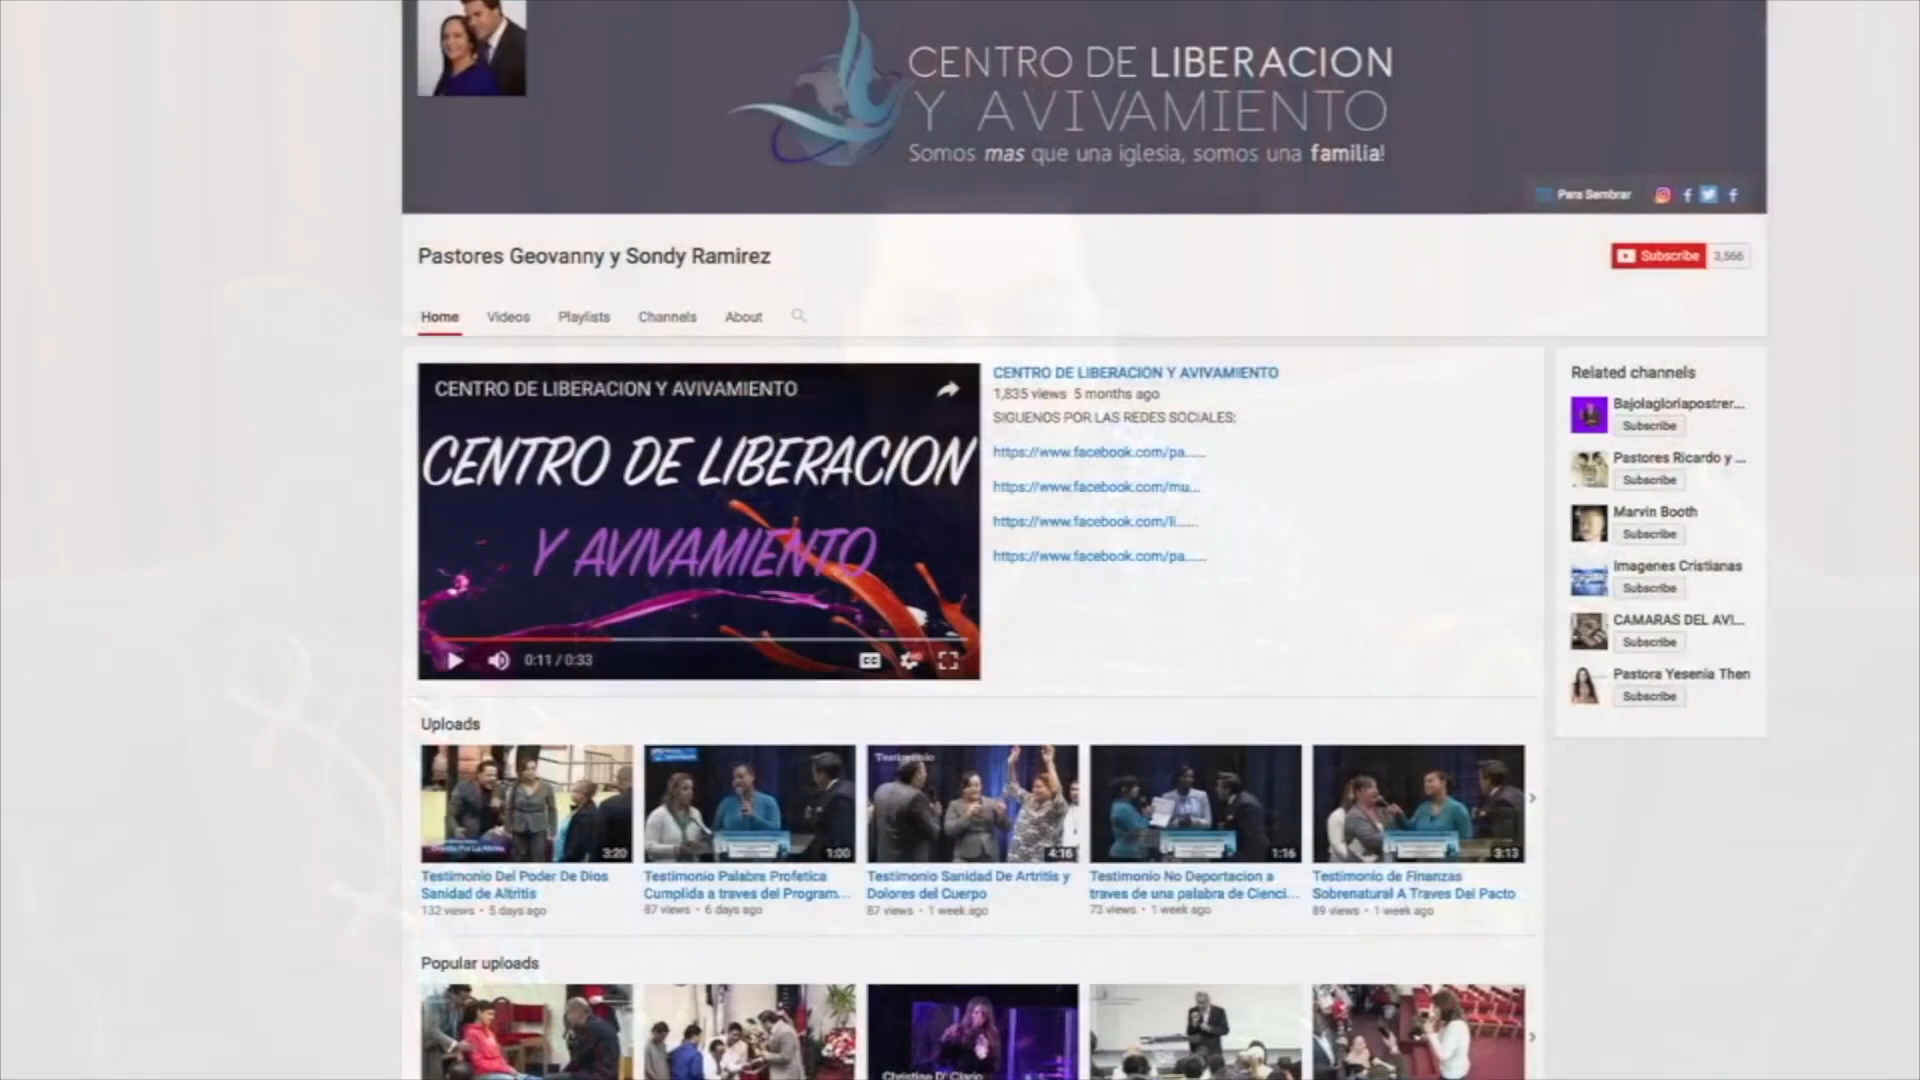 CENTRO DE LIBERACION
Y AVIVAMIENTO
Somos mas que una iglesia, somos una familia!
Para Sembrar
Pastores Geovanny y Sondy Ramirez
Subscribe 3,566
Home Videos Playlists Channels About
CENTRO DE LIBERACION Y AVIVAMIENTO
CENTRO DE LIBERACION
Y AVIVAMIENTO
0:11 / 0:33
CENTRO DE LIBERACION Y AVIVAMIENTO
1,835 views 5 months ago
SIGUENOS POR LAS REDES SOCIALES:
https://www.facebook.com/pa......
https://www.facebook.com/mu...
https://www.facebook.com/li......
https://www.facebook.com/pa......
Related channels
Bajolagloriapostrer...
Subscribe
Pastores Ricardo y ...
Subscribe
Marvin Booth
Subscribe
Imagenes Cristianas
Subscribe
CAMARAS DEL AVI...
Subscribe
Pastora Yesenia Then
Subscribe
Uploads
3:20
Testimonio Del Poder De Dios
Sanidad de Altritis
132 views • 5 days ago
1:00
Testimonio Palabra Profetica
Cumplida a traves del Program...
87 views • 6 days ago
Testimonio
4:16
Testimonio Sanidad De Artritis y
Dolores del Cuerpo
87 views • 1 week ago
1:16
Testimonio No Deportacion a
traves de una palabra de Cienci...
73 views • 1 week ago
3:13
Testimonio de Finanzas
Sobrenatural A Traves Del Pacto
89 views • 1 week ago
Popular uploads
Christine D' Clario